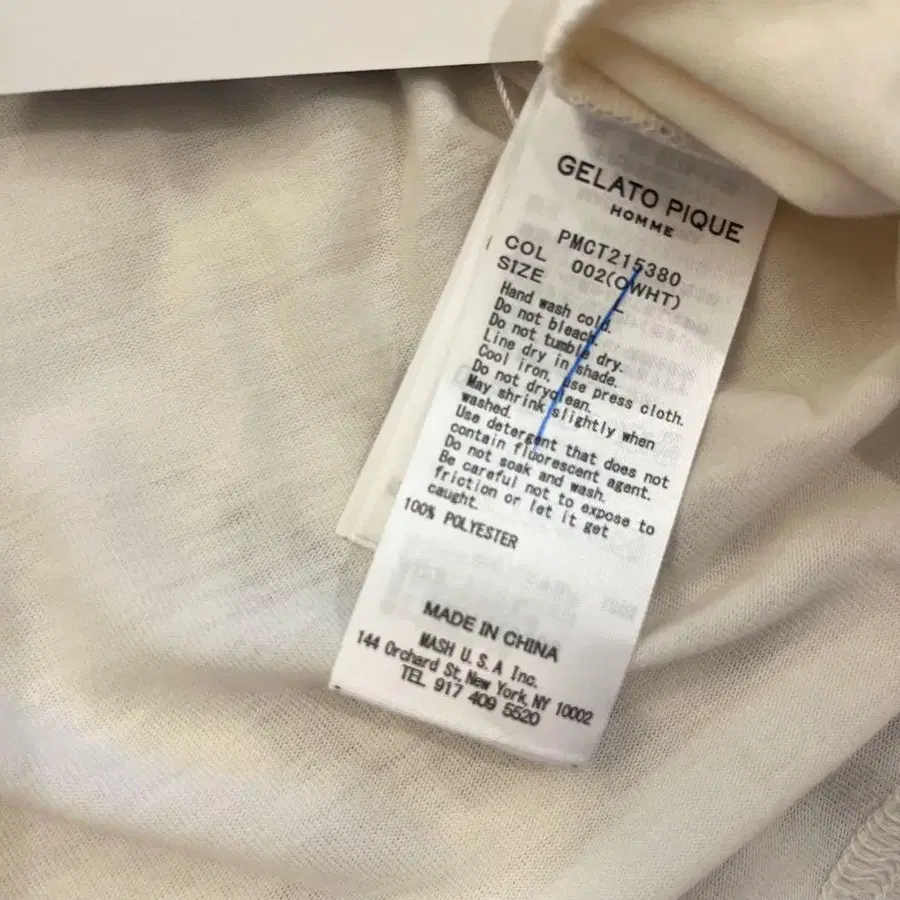 GELATO PIQUE
HOMME
PMCT215380
COL 002(OWHT)
SIZE L
Hand wash cold.
Do not bleach.
Do not tumble dry.
Line dry in shade.
Cool iron, use press cloth.
Do not dryclean.
May shrink slightly when
washed.
Use detergent that does not
contain fluorescent agent.
Do not soak and wash.
Be careful not to expose to
friction or let it get
caught.
100% POLYESTER
MADE IN CHINA
MASH U.S.A Inc.
144 Orchard St, New York, NY 10002
TEL 917 409 5520